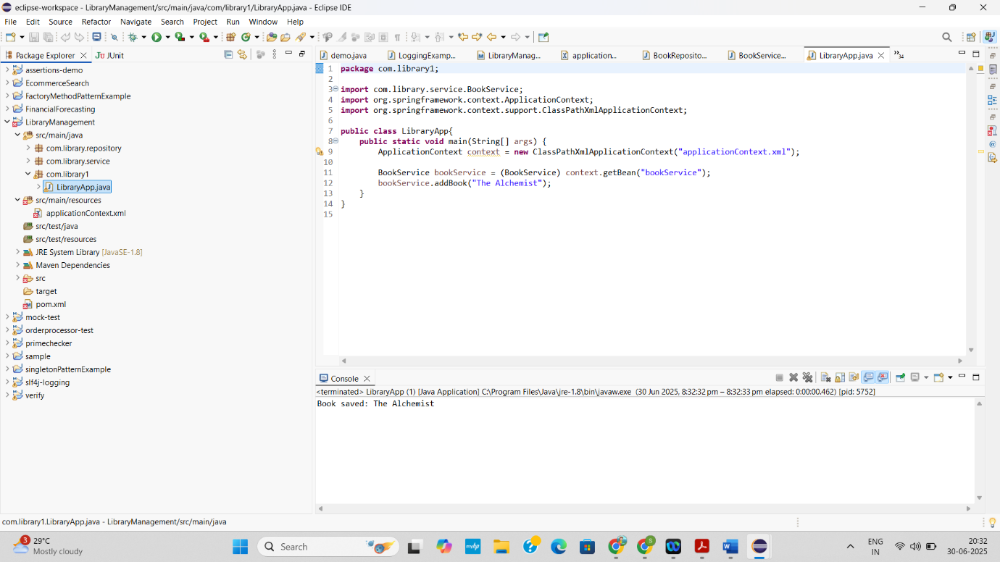 eclipse-workspace - LibraryManagement/src/main/java/com/library1/LibraryApp.java - Eclipse IDE
File Edit Source Refactor Navigate Search Project Run Window Help
Package Explorer
JUnit
assertions-demo
EcommerceSearch
FactoryMethodPatternExample
FinancialForecasting
LibraryManagement
src/main/java
com.library.repository
com.library.service
com.library1
LibraryApp.java
src/main/resources
applicationContext.xml
src/test/java
src/test/resources
JRE System Library [JavaSE-1.8]
Maven Dependencies
src
target
pom.xml
mock-test
orderprocessor-test
primechecker
sample
singletonPatternExample
slf4j-logging
verify
demo.java LoggingExamp... LibraryManag... application... BookReposito... BookService... LibraryApp.java 34
1 package com.library1;
2
3 import com.library.service.BookService;
4 import org.springframework.context.ApplicationContext;
5 import org.springframework.context.support.ClassPathXmlApplicationContext;
6
7 public class LibraryApp{
8 public static void main(String[] args) {
9 ApplicationContext context = new ClassPathXmlApplicationContext("applicationContext.xml");
10
11 BookService bookService = (BookService) context.getBean("bookService");
12 bookService.addBook("The Alchemist");
13 }
14 }
15
Console
<terminated> LibraryApp (1) [Java Application] C:\Program Files\Java\jre-1.8\bin\javaw.exe (30 Jun 2025, 8:32:32 pm – 8:32:33 pm elapsed: 0:00:00.462) [pid: 5752]
Book saved: The Alchemist
com.library1.LibraryApp.java - LibraryManagement/src/main/java
3
29°C
Mostly cloudy
Search
ENG
IN
20:32
30-06-2025